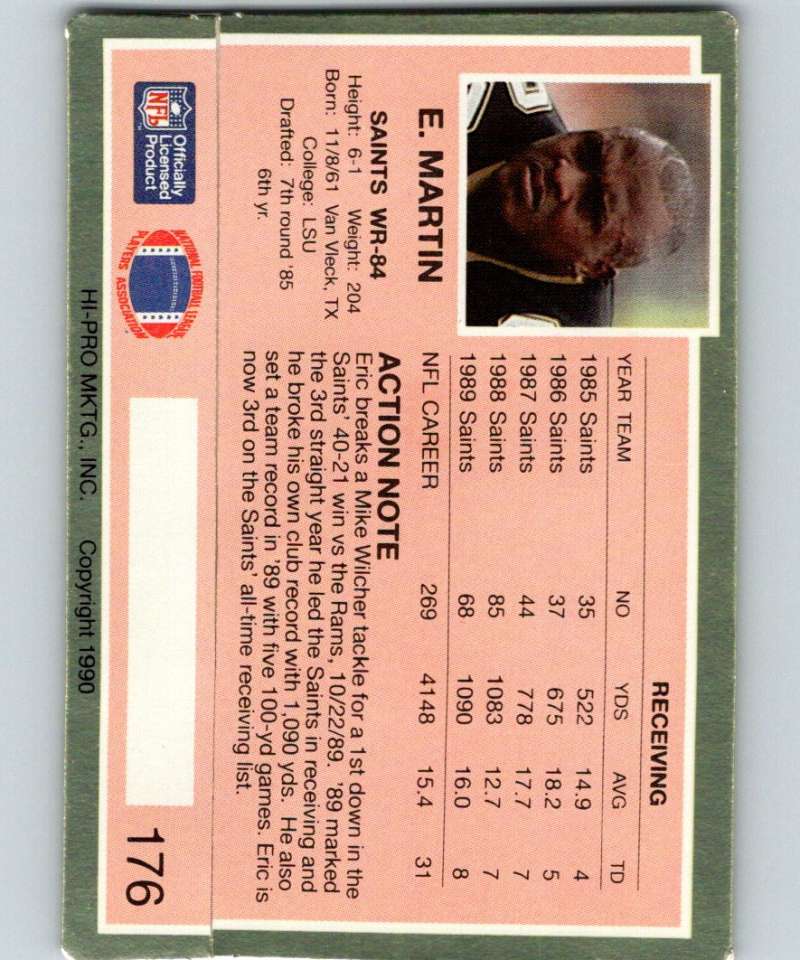 E. MARTIN
SAINTS WR-84
Height: 6-1 Weight: 204
Born: 11/8/61 Van Vleck, TX
College: LSU
Drafted: 7th round '85
6th yr.
RECEIVING
YEAR TEAM NO YDS AVG TD
1985 Saints 35 522 14.9 4
1986 Saints 37 675 18.2 5
1987 Saints 44 778 17.7 7
1988 Saints 85 1083 12.7 7
1989 Saints 68 1090 16.0 8
NFL CAREER 269 4148 15.4 31
ACTION NOTE
Eric breaks a Mike Wilcher tackle for a 1st down in the
Saints' 40-21 win vs the Rams, 10/22/89. '89 marked
the 3rd straight year he led the Saints in receiving and
he broke his own club record with 1,090 yds. He also
set a team record in '89 with five 100-yd games. Eric is
now 3rd on the Saints' all-time receiving list.
NFL
Officially
Licensed
Product
NATIONAL FOOTBALL LEAGUE
PLAYERS ASSOCIATION
176
HI-PRO MKTG., INC. Copyright 1990